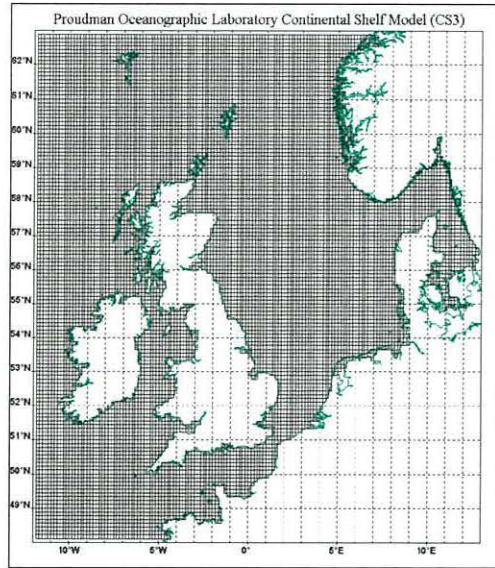 Proudman Oceanographic Laboratory Continental Shelf Model (CS3)
62°N
61°N
60°N
59°N
58°N
57°N
56°N
55°N
54°N
53°N
52°N
51°N
50°N
49°N
10°W 5°W 0°E 5°E 10°E